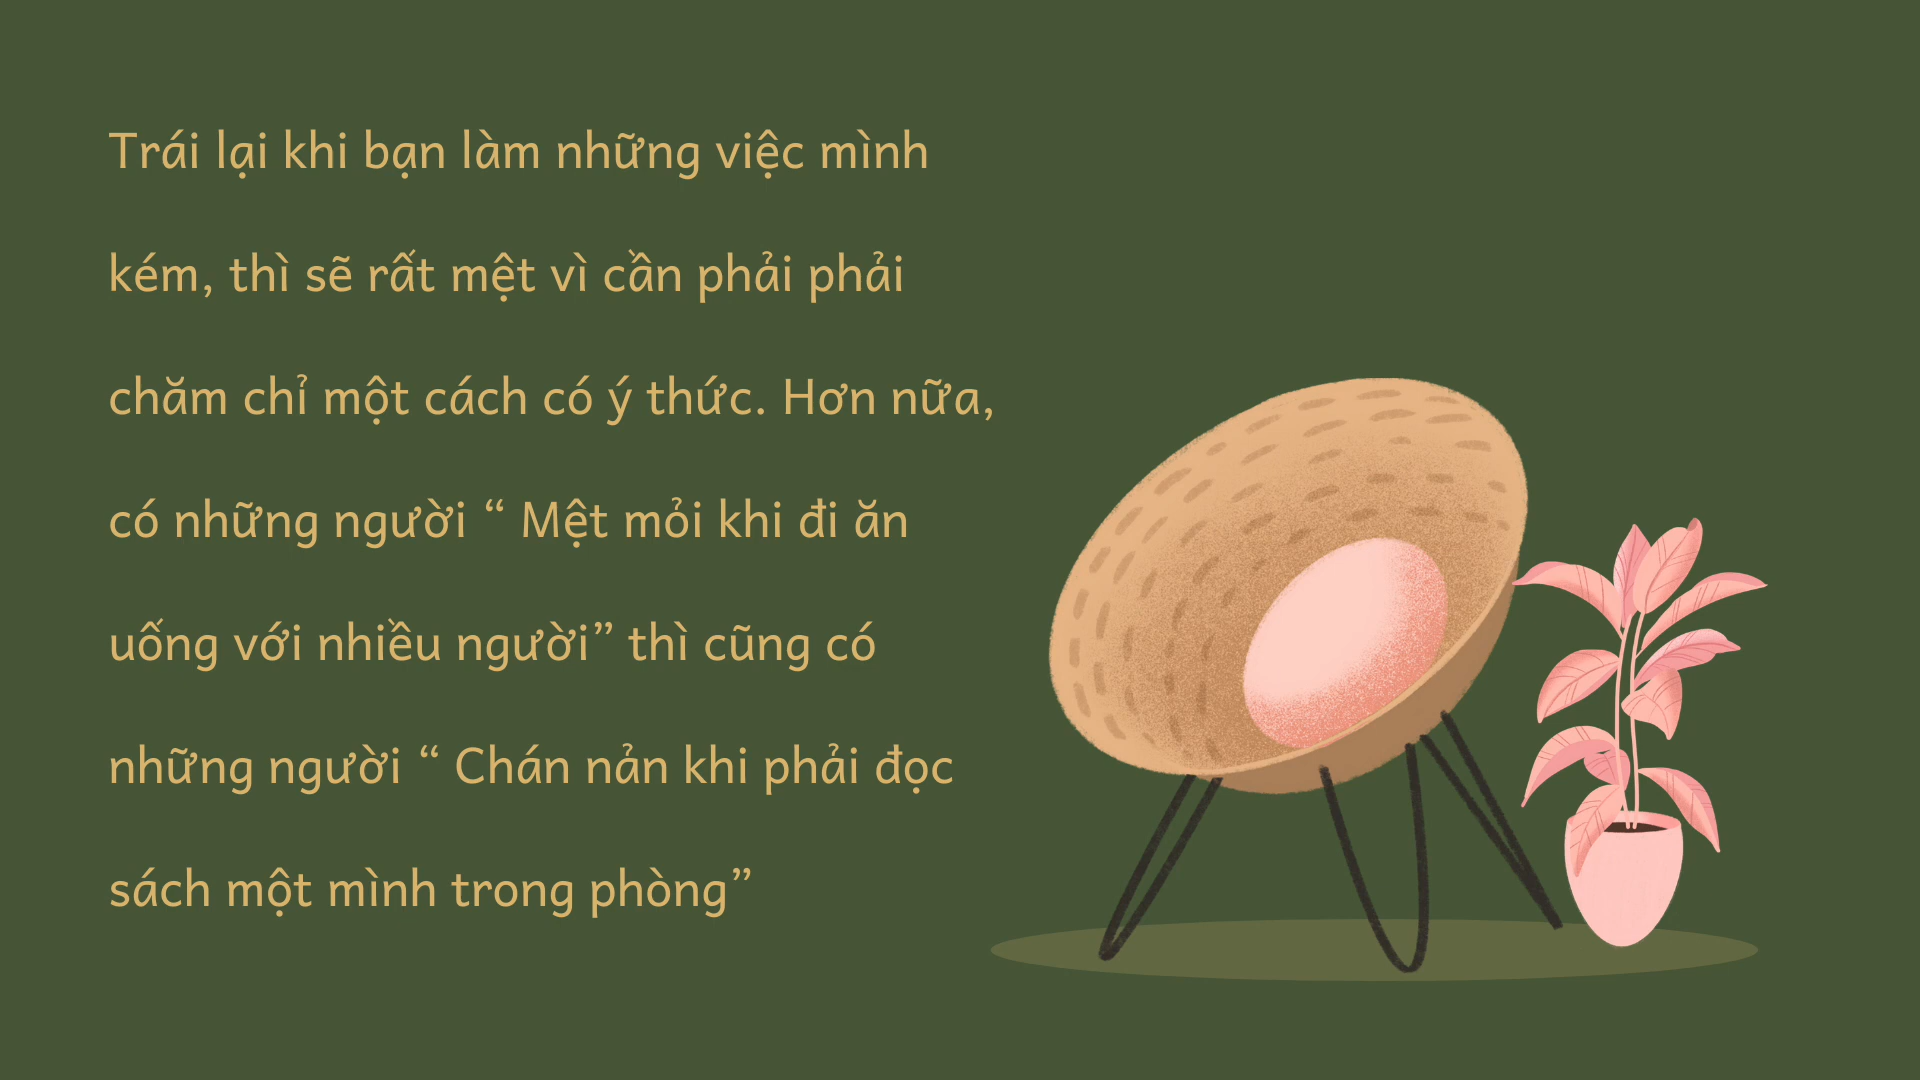 Trái lại khi bạn làm những việc mình
kém, thì sẽ rất mệt vì cần phải phải
chăm chỉ một cách có ý thức. Hơn nữa,
có những người “ Mệt mỏi khi đi ăn
uống với nhiều người” thì cũng có
những người “ Chán nản khi phải đọc
sách một mình trong phòng”